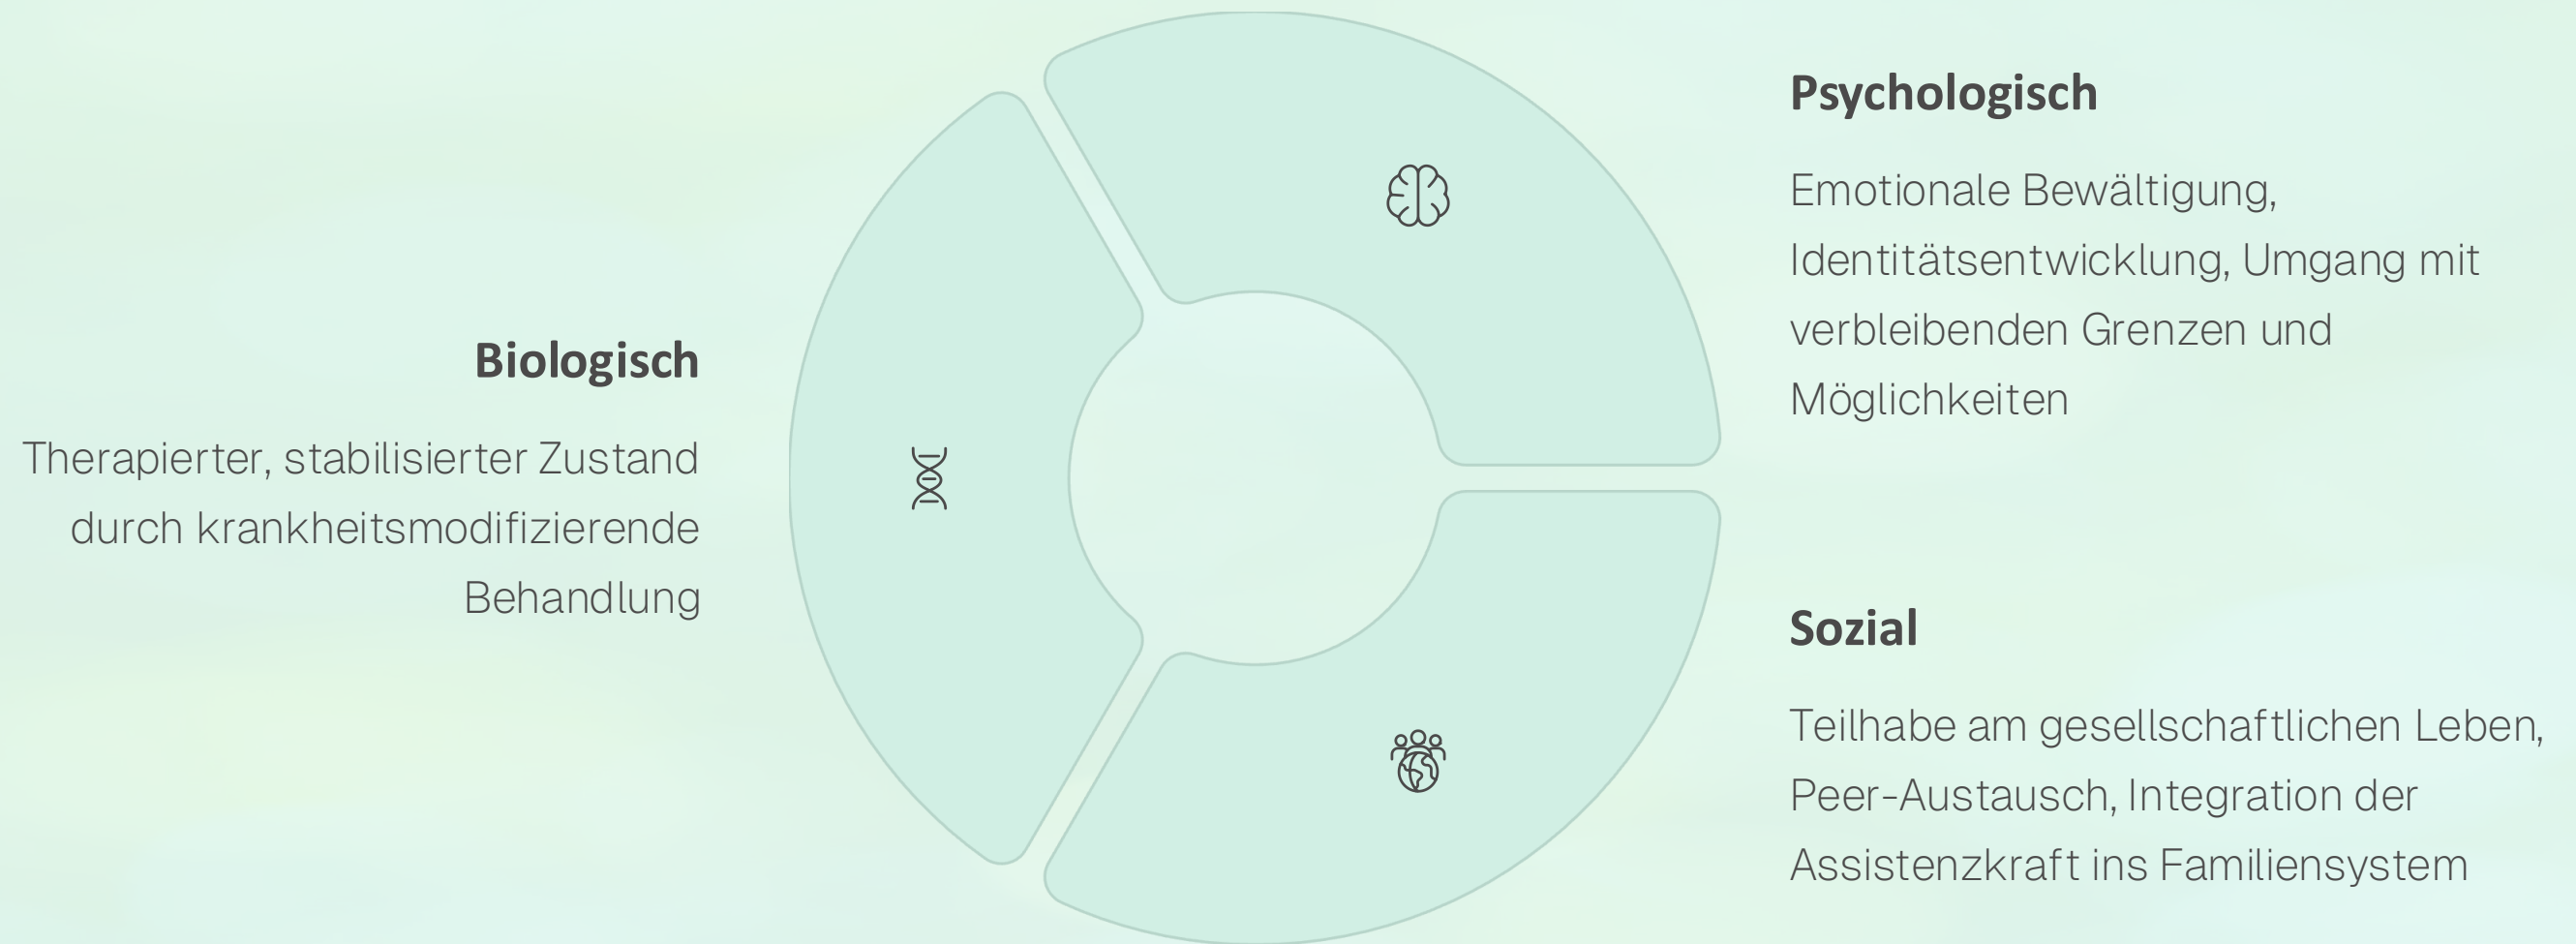 Biologisch
Therapierter, stabilisierter Zustand
durch krankheitsmodifizierende
Behandlung
Psychologisch
Emotionale Bewältigung,
Identitätsentwicklung, Umgang mit
verbleibenden Grenzen und
Möglichkeiten
Sozial
Teilhabe am gesellschaftlichen Leben,
Peer-Austausch, Integration der
Assistenzkraft ins Familiensystem